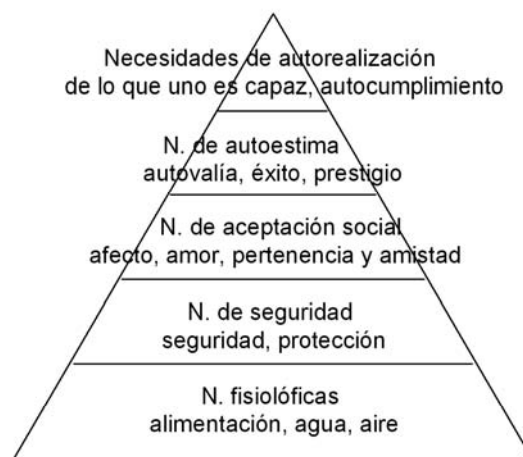 Necesidades de autorealización
de lo que uno es capaz, autocumplimiento
N. de autoestima
autovalía, éxito, prestigio
N. de aceptación social
afecto, amor, pertenencia y amistad
N. de seguridad
seguridad, protección
N. fisiolóficas
alimentación, agua, aire